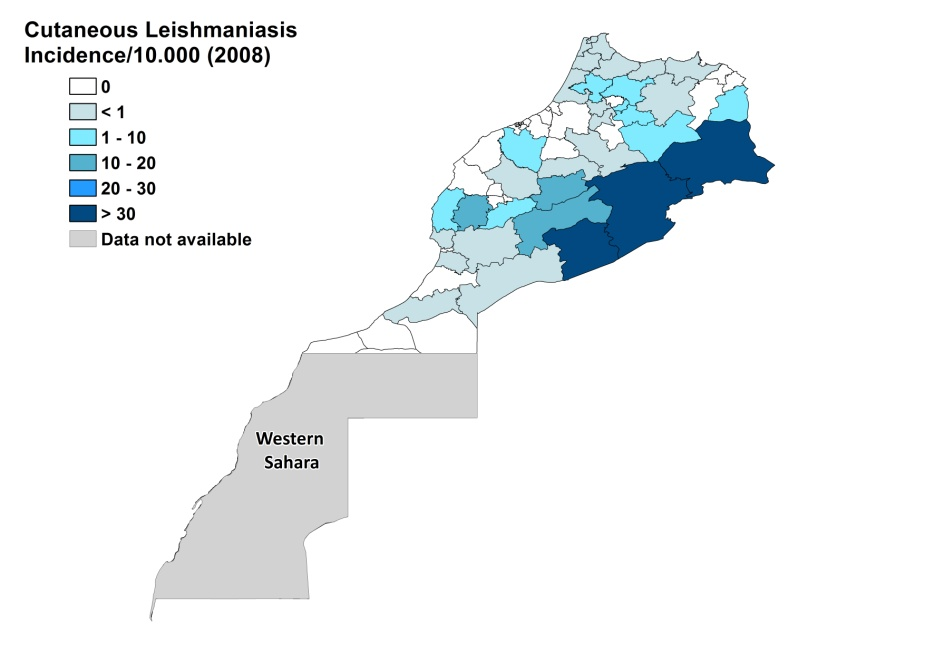 Cutaneous Leishmaniasis
Incidence/10.000 (2008)
0
< 1
1 - 10
10 - 20
20 - 30
> 30
Data not available
Western
Sahara